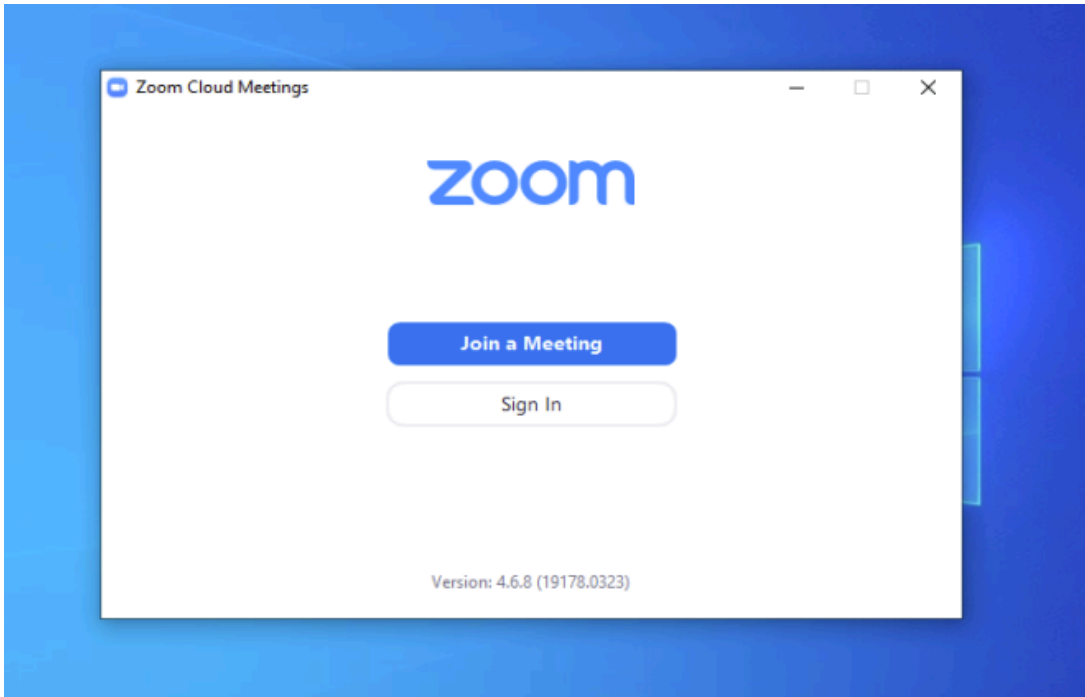 Zoom Cloud Meetings
zoom
Join a Meeting
Sign In
Version: 4.6.8 (19178.0323)